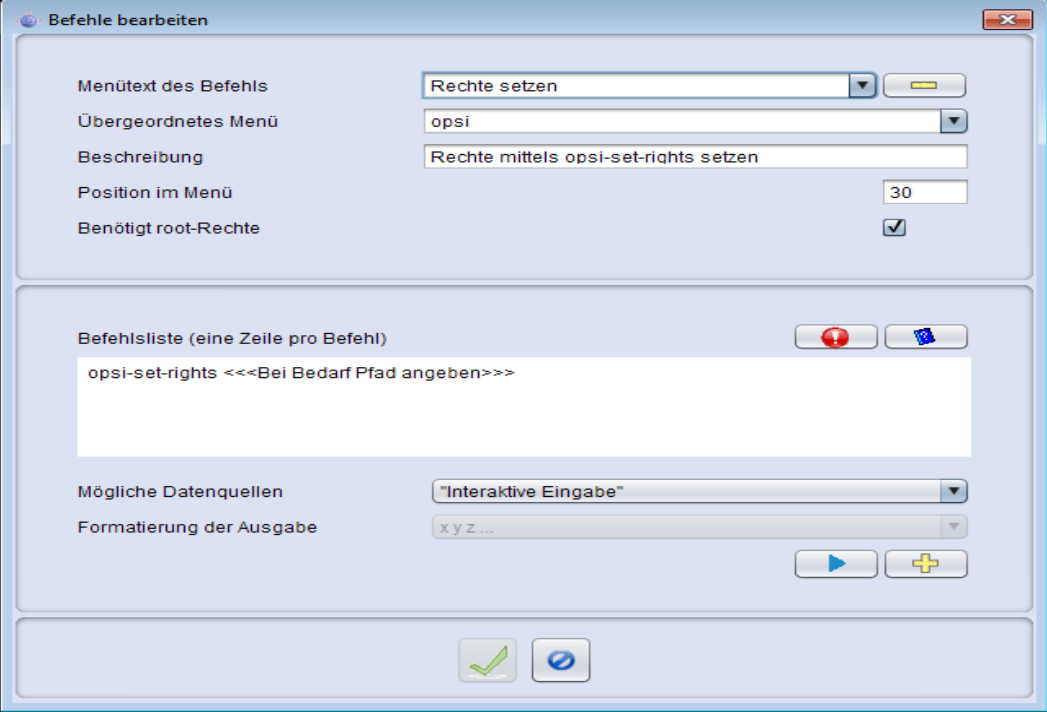 Befehle bearbeiten
Menütext des Befehls Rechte setzen
Übergeordnetes Menü opsi
Beschreibung Rechte mittels opsi-set-rights setzen
Position im Menü 30
Benötigt root-Rechte
Befehlsliste (eine Zeile pro Befehl)
opsi-set-rights <<<Bei Bedarf Pfad angeben>>>
Mögliche Datenquellen "Interaktive Eingabe"
Formatierung der Ausgabe x y z ...